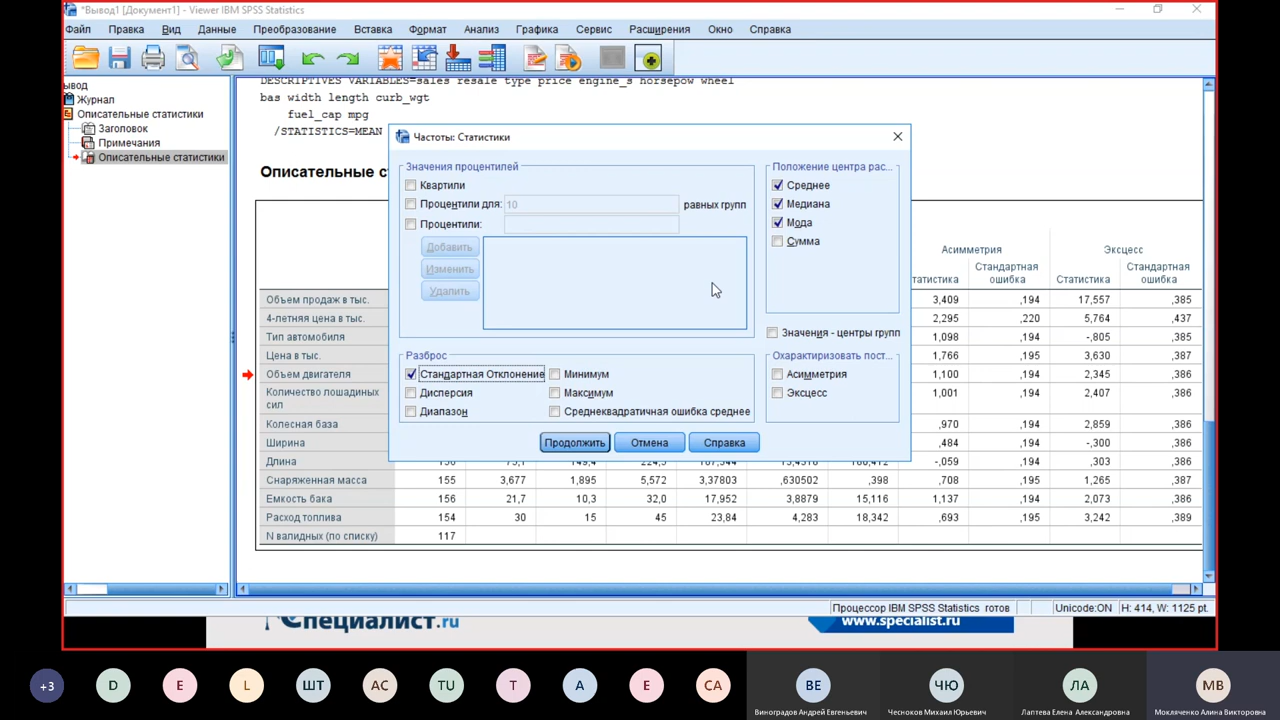 *Вывод1 [Документ1] - Viewer IBM SPSS Statistics
Файл Правка Вид Данные Преобразование Вставка Формат Анализ Графика Сервис Расширения Окно Справка
вывод
Журнал
Описательные статистики
Заголовок
Примечания
Описательные статистики
DESCRIPTIVES VARIABLES=sales resale type price engine_s horsepow wheel
bas width length curb_wgt
fuel_cap mpg
/STATISTICS=MEAN
Описательные с
Частоты: Статистики
Значения процентилей
Квартили
Процентили для: 10 равных групп
Процентили:
Добавить
Изменить
Удалить
Положение центра рас...
Среднее
Медиана
Мода
Сумма
Значения - центры групп
Разброс
Стандартная Отклонение Минимум
Дисперсия Максимум
Диапазон Среднеквадратичная ошибка среднее
Охарактиризовать пост...
Асимметрия
Эксцесс
Продолжить Отмена Справка
Асимметрия Эксцесс
татистика Стандартная ошибка Статистика Стандартная ошибка
Объем продаж в тыс. 3,409 ,194 17,557 ,385
4-летняя цена в тыс. 2,295 ,220 5,764 ,437
Тип автомобиля 1,098 ,194 -,805 ,385
Цена в тыс. 1,766 ,195 3,630 ,387
Объем двигателя 1,100 ,194 2,345 ,386
Количество лошадиных сил 1,001 ,194 2,407 ,386
Колесная база ,970 ,194 2,859 ,386
Ширина ,484 ,194 -,300 ,386
Длина -,059 ,194 ,303 ,386
Снаряженная масса 155 3,677 1,895 5,572 3,37803 ,630502 ,398 ,708 ,195 1,265 ,387
Емкость бака 156 21,7 10,3 32,0 17,952 3,8879 15,116 1,137 ,194 2,073 ,386
Расход топлива 154 30 15 45 23,84 4,283 18,342 ,693 ,195 3,242 ,389
N валидных (по списку) 117
Процессор IBM SPSS Statistics готов Unicode:ON H: 414, W: 1125 pt.
Специалист.ru www.specialist.ru
+3 D E L ШТ АС TU T A E CA ВЕ ЧЮ ЛА МВ
Виноградов Андрей Евгеньевич Чесноков Михаил Юрьевич Лаптева Елена Александровна Мокляченко Алина Викторовна